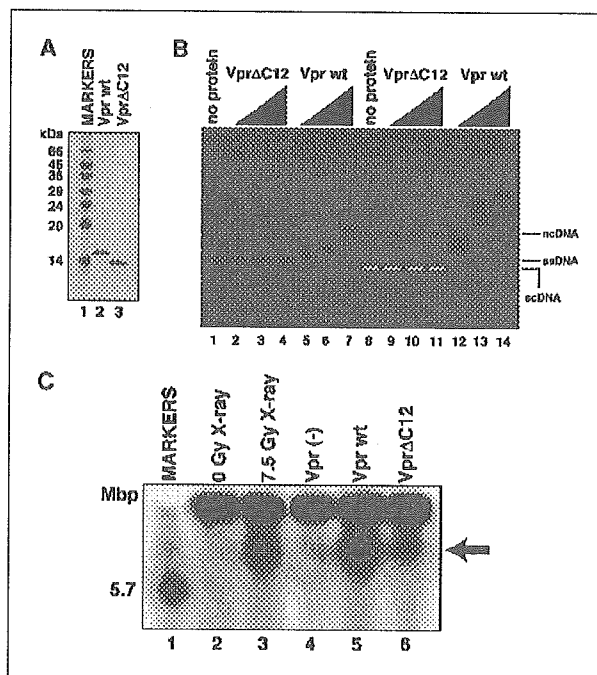 A
MARKERS
Vpr wt
VprΔC12
kDa
66
45
36
29
24
20
14
1 2 3
B
no protein
VprΔC12
Vpr wt
no protein
VprΔC12
Vpr wt
ncDNA
ssDNA
scDNA
1 2 3 4 5 6 7 8 9 10 11 12 13 14
C
MARKERS
0 Gy X-ray
7.5 Gy X-ray
Vpr (-)
Vpr wt
VprΔC12
Mbp
5.7
1 2 3 4 5 6